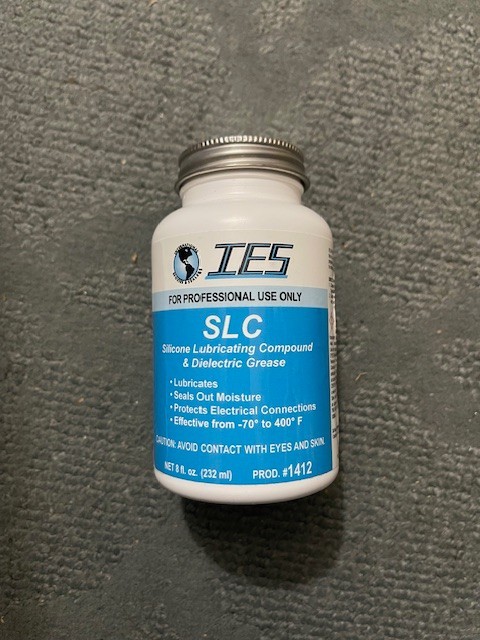 IES
FOR PROFESSIONAL USE ONLY
SLC
Silicone Lubricating Compound
& Dielectric Grease
• Lubricates
• Seals Out Moisture
• Protects Electrical Connections
• Effective from -70° to 400° F
CAUTION: AVOID CONTACT WITH EYES AND SKIN.
NET 8 fl. oz. (232 ml) PROD. #1412